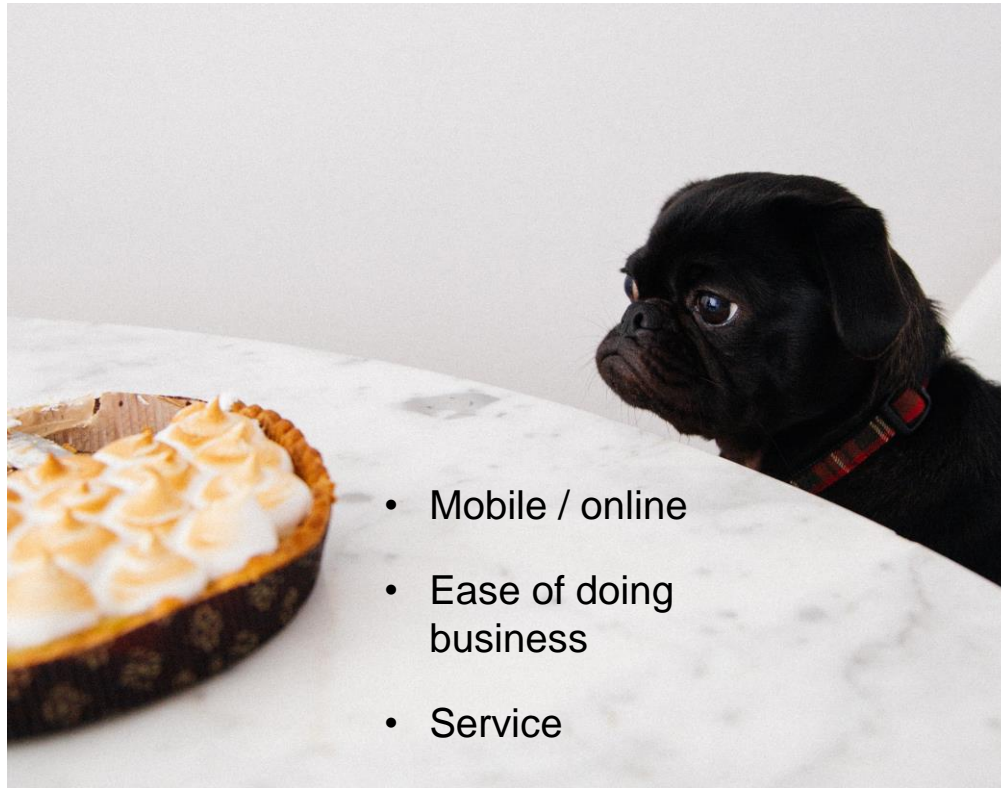 • Mobile / online
• Ease of doing
business
• Service